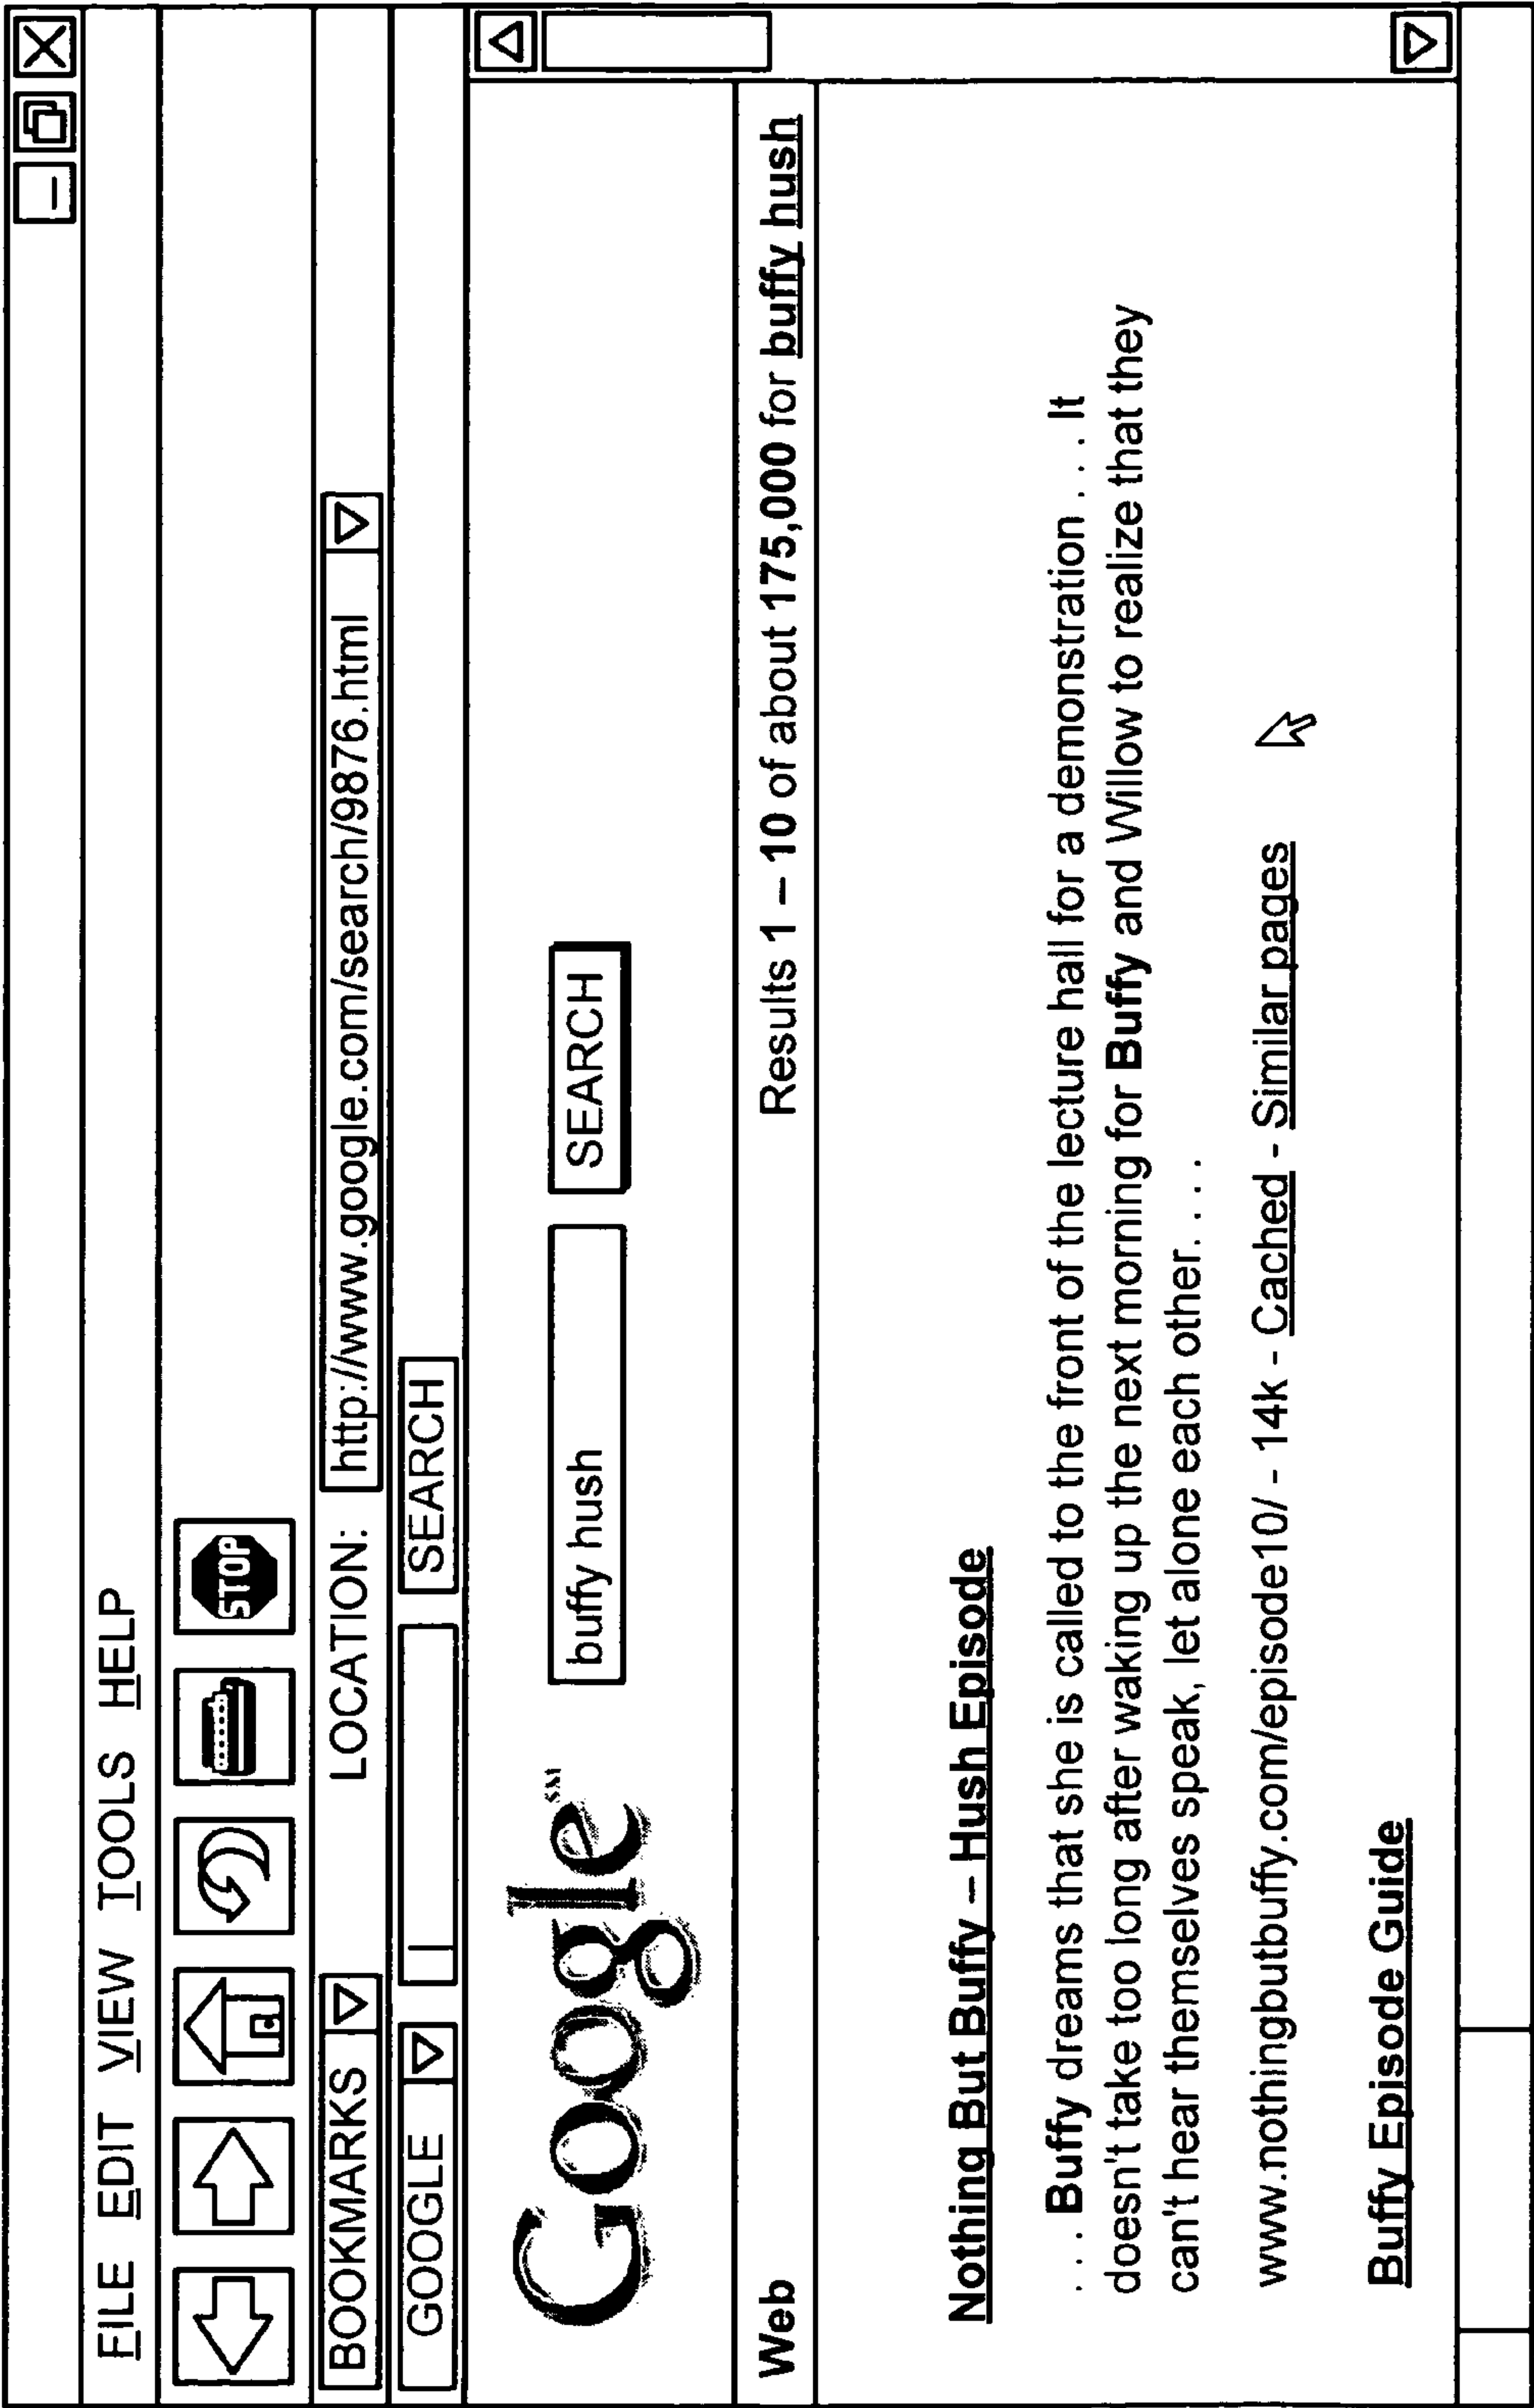 FILE EDIT VIEW TOOLS HELP
STOP
BOOKMARKS LOCATION: http://www.google.com/search/9876.html
GOOGLE SEARCH
Google℠ buffy hush SEARCH
Web Results 1 – 10 of about 175,000 for buffy hush
Nothing But Buffy – Hush Episode
. . . Buffy dreams that she is called to the front of the lecture hall for a demonstration . . . It
doesn't take too long after waking up the next morning for Buffy and Willow to realize that they
can't hear themselves speak, let alone each other. . . .
www.nothingbutbuffy.com/episode10/ - 14k - Cached - Similar pages
Buffy Episode Guide